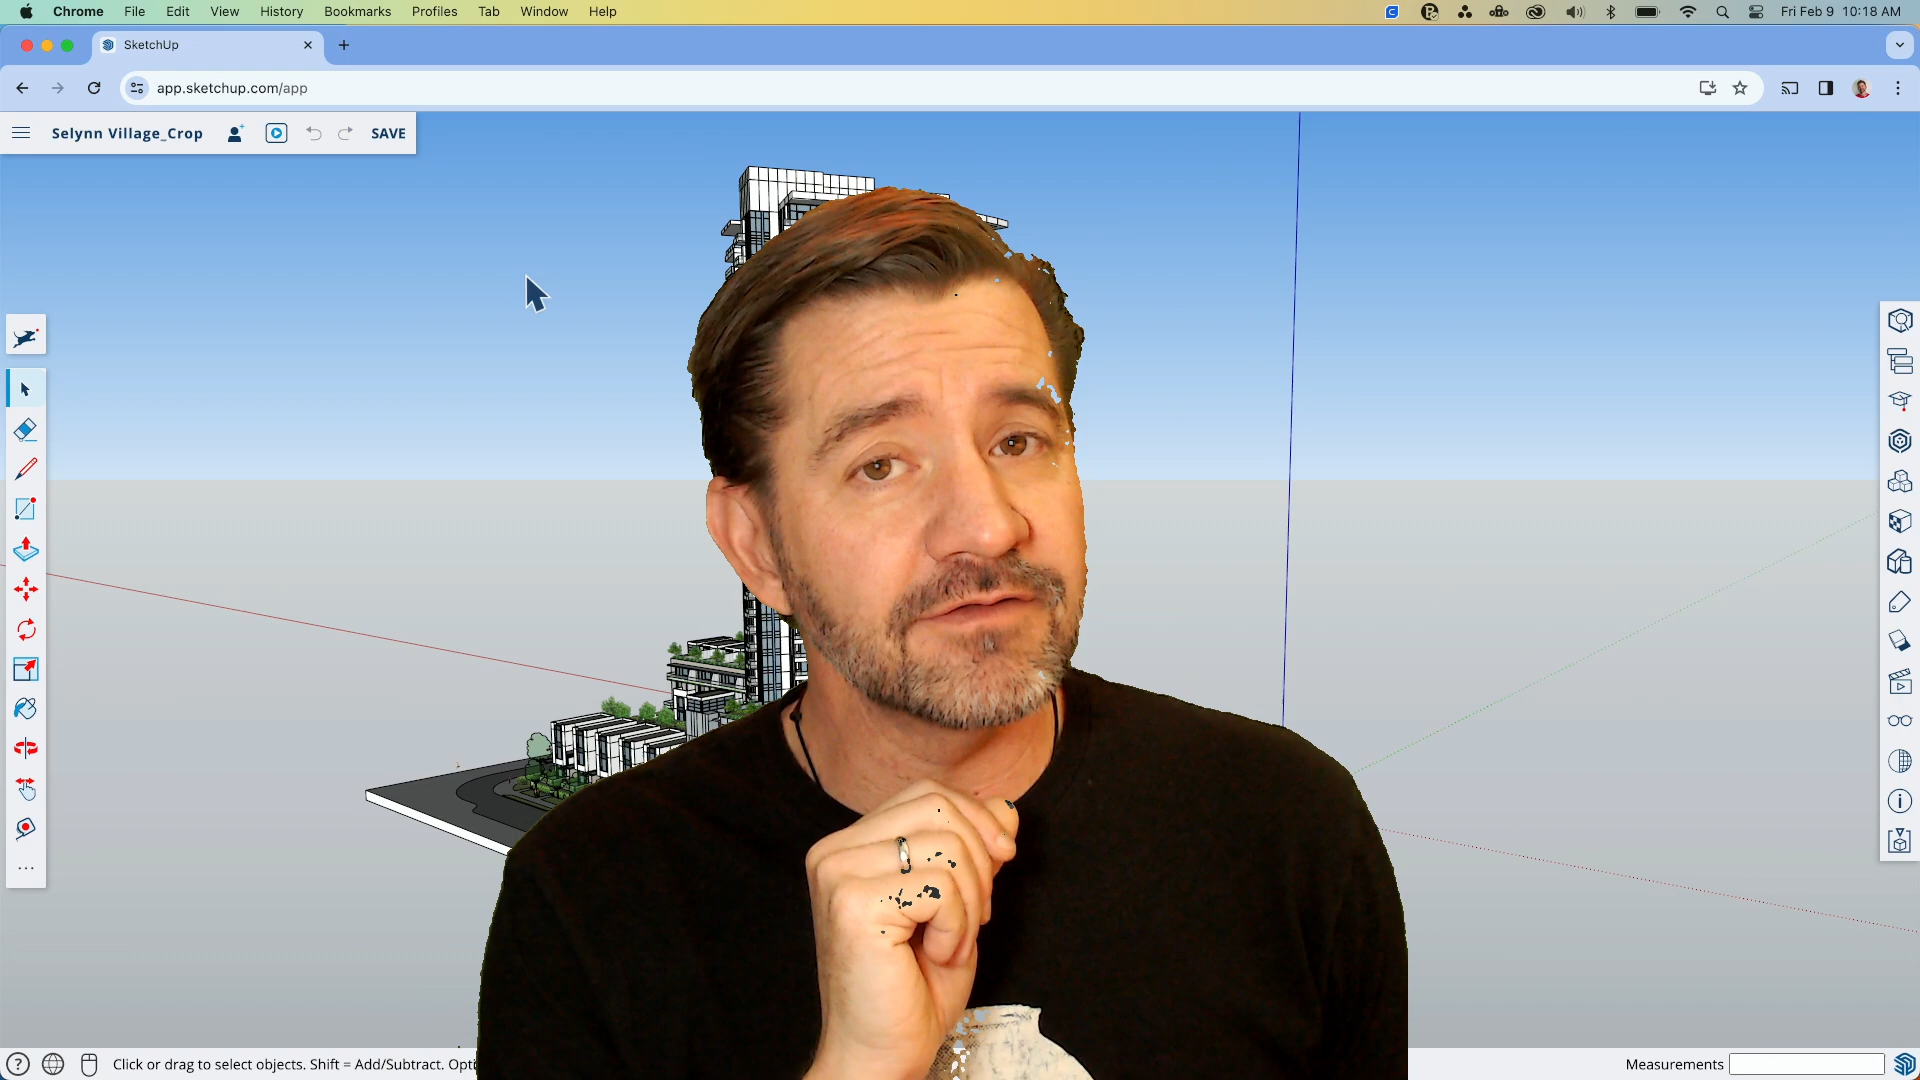 Chrome File Edit View History Bookmarks Profiles Tab Window Help Fri Feb 9 10:18 AM
SketchUp
app.sketchup.com/app
Selynn Village_Crop SAVE
Click or drag to select objects. Shift = Add/Subtract. Opti
Measurements